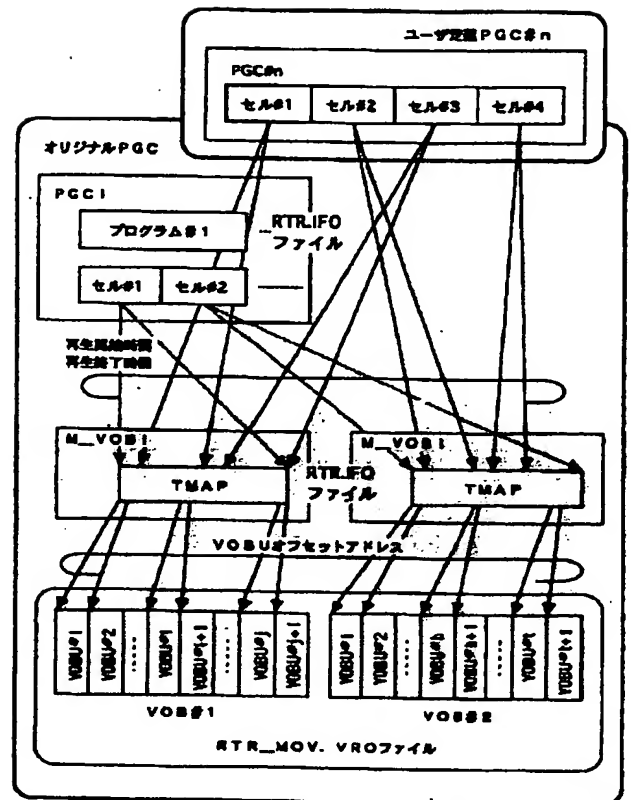 ユーザ定義PGC#n
PGC#n
セル#1 セル#2 セル#3 セル#4
オリジナルPGC
PGCI
プログラム#1
RTR.IFO
ファイル
セル#1 セル#2
再生開始時間
再生終了時間
M_VOBI M_VOBI
TMAP RTR.IFO
ファイル TMAP
VOBUオフセットアドレス
VOBU#1 VOBU#2 ..... VOBU#i VOBU#i+1 ..... VOBU#j VOBU#j+1 VOBU#1 VOBU#2 ..... VOBU#k VOBU#k+1 .....
VOB#1 VOB#2
RTR_MOV. VROファイル